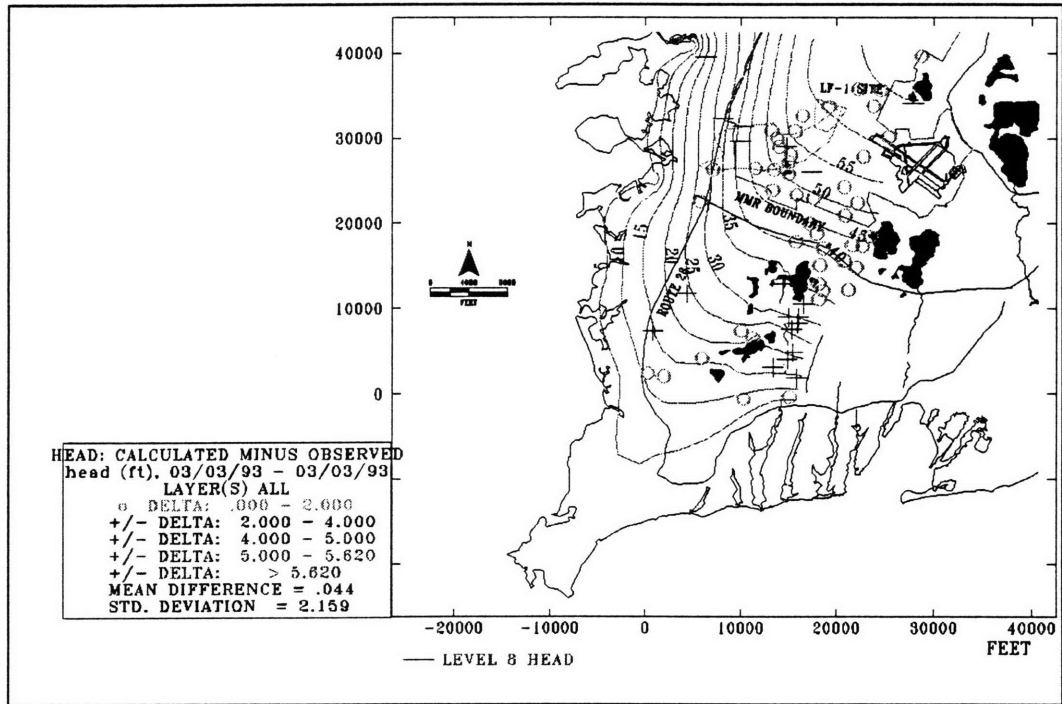 40000
30000
20000
10000
0
-20000
-10000
0
10000
20000
30000
40000
FEET
LEVEL 8 HEAD
N
0 4000 8000
FEET
LF-1 (SITE)
MMR BOUNDARY
ROUTE 28
55
50
45
40
35
30
25
20
15
10
HEAD: CALCULATED MINUS OBSERVED
head (ft), 03/03/93 - 03/03/93
LAYER(S) ALL
o DELTA: .000 - 2.000
+/- DELTA: 2.000 - 4.000
+/- DELTA: 4.000 - 5.000
+/- DELTA: 5.000 - 5.620
+/- DELTA: > 5.620
MEAN DIFFERENCE = .044
STD. DEVIATION = 2.159